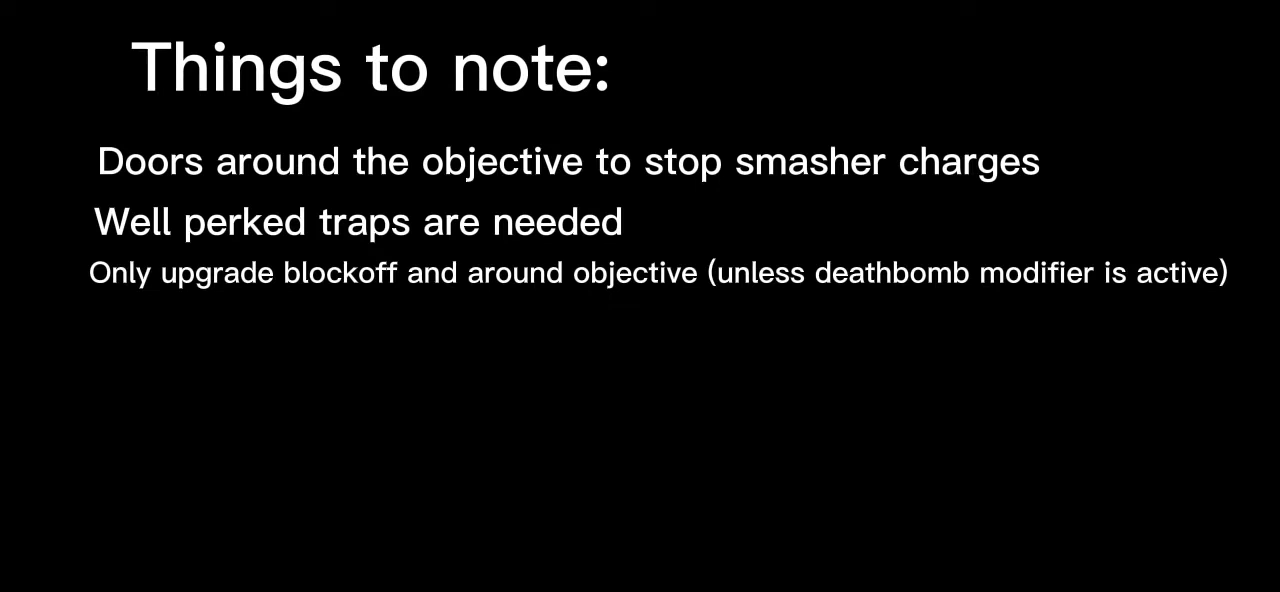 Things to note:
Doors around the objective to stop smasher charges
Well perked traps are needed
Only upgrade blockoff and around objective (unless deathbomb modifier is active)